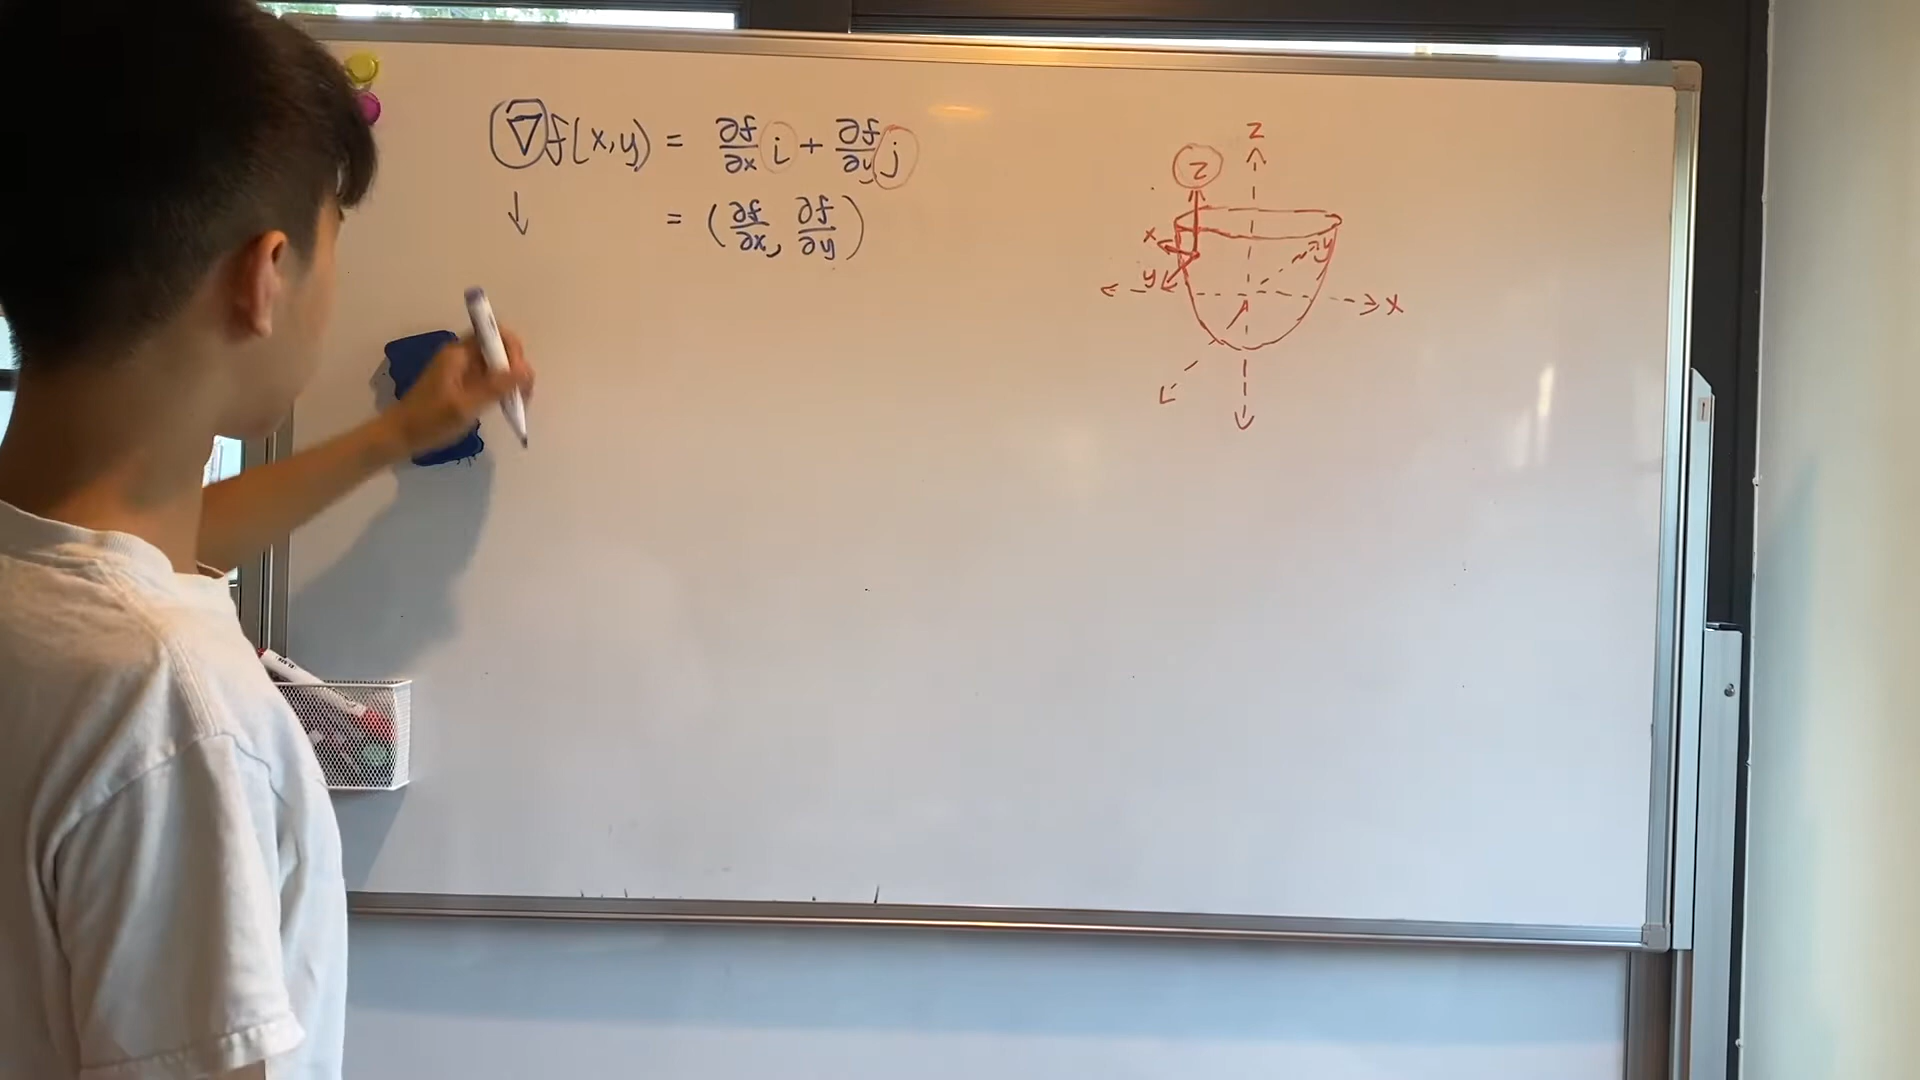 ∇f(x,y) = ∂f/∂x i + ∂f/∂y j
↓ = (∂f/∂x, ∂f/∂y)
z
z
x
y
y
x